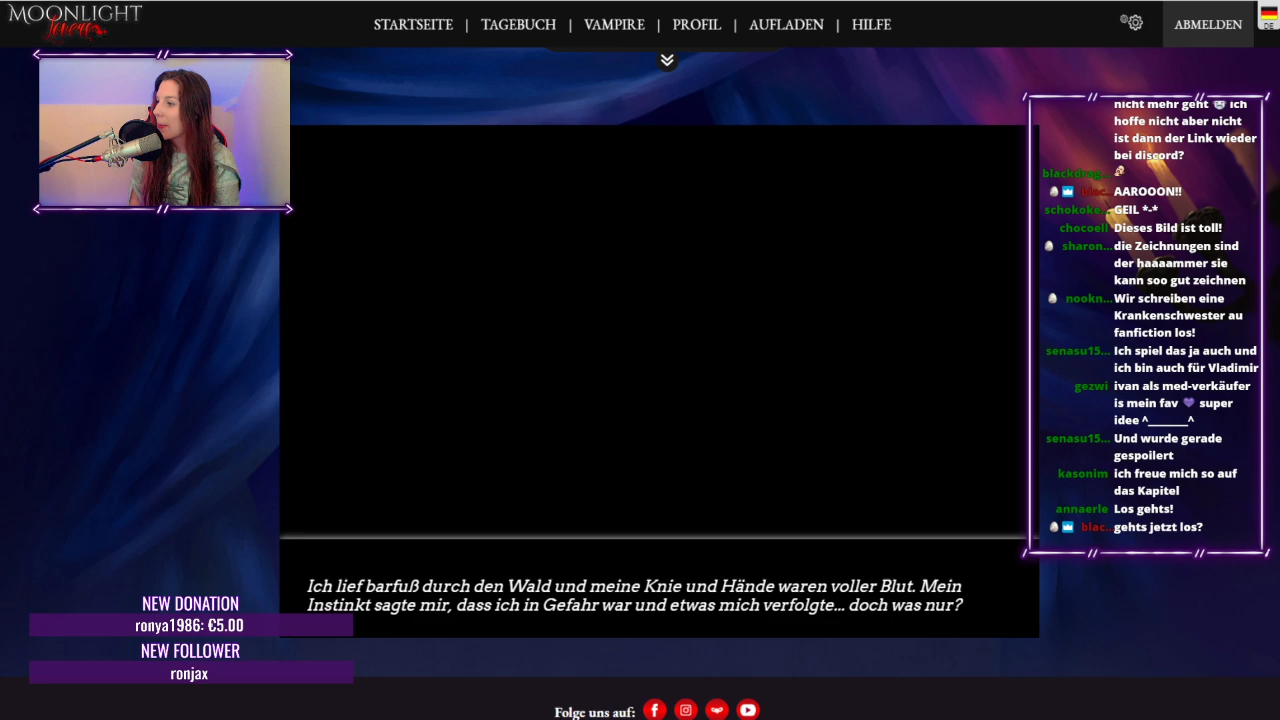 MOONLIGHT
Lovers
STARTSEITE | TAGEBUCH | VAMPIRE | PROFIL | AUFLADEN | HILFE
ABMELDEN
DE
nicht mehr geht ich
hoffe nicht aber nicht
ist dann der Link wieder
bei discord?
blackdrag...
blac... AAROOON!!
schokoke... GEIL *-*
chocoell Dieses Bild ist toll!
sharon... die Zeichnungen sind
der haaaammer sie
kann soo gut zeichnen
nookn... Wir schreiben eine
Krankenschwester au
fanfiction los!
senasu15... Ich spiel das ja auch und
ich bin auch für Vladimir
gezwi ivan als med-verkäufer
is mein fav 💜 super
idee ^_______^
senasu15... Und wurde gerade
gespoilert
kasonim ich freue mich so auf
das Kapitel
annaerle Los gehts!
blac... gehts jetzt los?
Ich lief barfuß durch den Wald und meine Knie und Hände waren voller Blut. Mein
Instinkt sagte mir, dass ich in Gefahr war und etwas mich verfolgte... doch was nur?
NEW DONATION
ronya1986: €5.00
NEW FOLLOWER
ronjax
Folge uns auf: